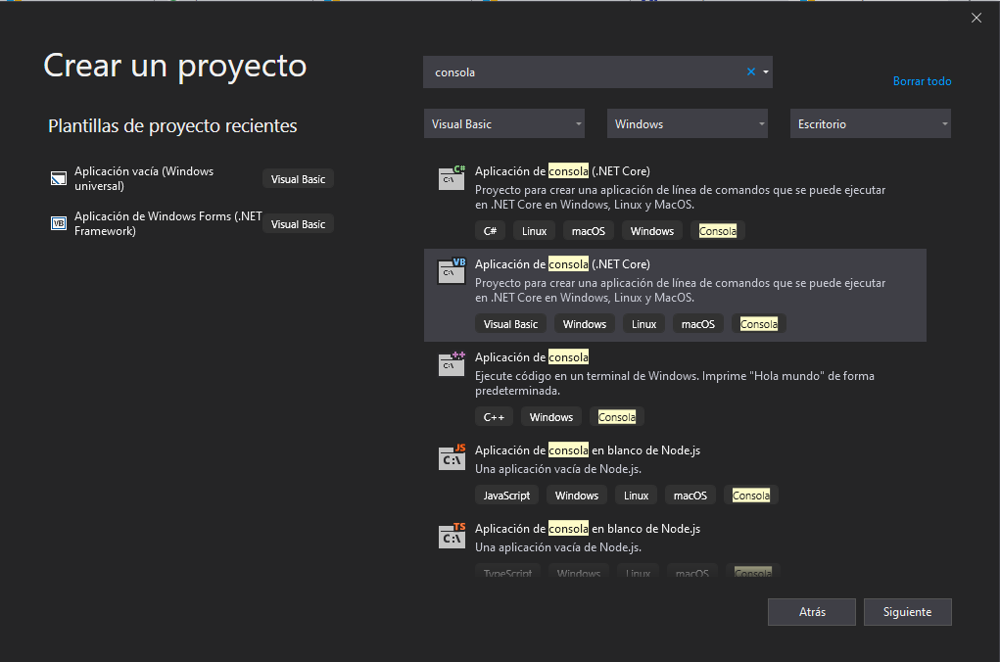 Crear un proyecto
Plantillas de proyecto recientes
Aplicación vacía (Windows
universal)
Visual Basic
VB
Aplicación de Windows Forms (.NET
Framework)
Visual Basic
consola
Borrar todo
Visual Basic
Windows
Escritorio
C#
C:\
Aplicación de consola (.NET Core)
Proyecto para crear una aplicación de línea de comandos que se puede ejecutar
en .NET Core en Windows, Linux y MacOS.
C# Linux macOS Windows Consola
VB
C:\
Aplicación de consola (.NET Core)
Proyecto para crear una aplicación de línea de comandos que se puede ejecutar
en .NET Core en Windows, Linux y MacOS.
Visual Basic Windows Linux macOS Consola
++
C:\
Aplicación de consola
Ejecute código en un terminal de Windows. Imprime "Hola mundo" de forma
predeterminada.
C++ Windows Consola
JS
C:\
Aplicación de consola en blanco de Node.js
Una aplicación vacía de Node.js.
JavaScript Windows Linux macOS Consola
TS
C:\
Aplicación de consola en blanco de Node.js
Una aplicación vacía de Node.js.
TypeScript Windows Linux macOS Consola
Atrás
Siguiente